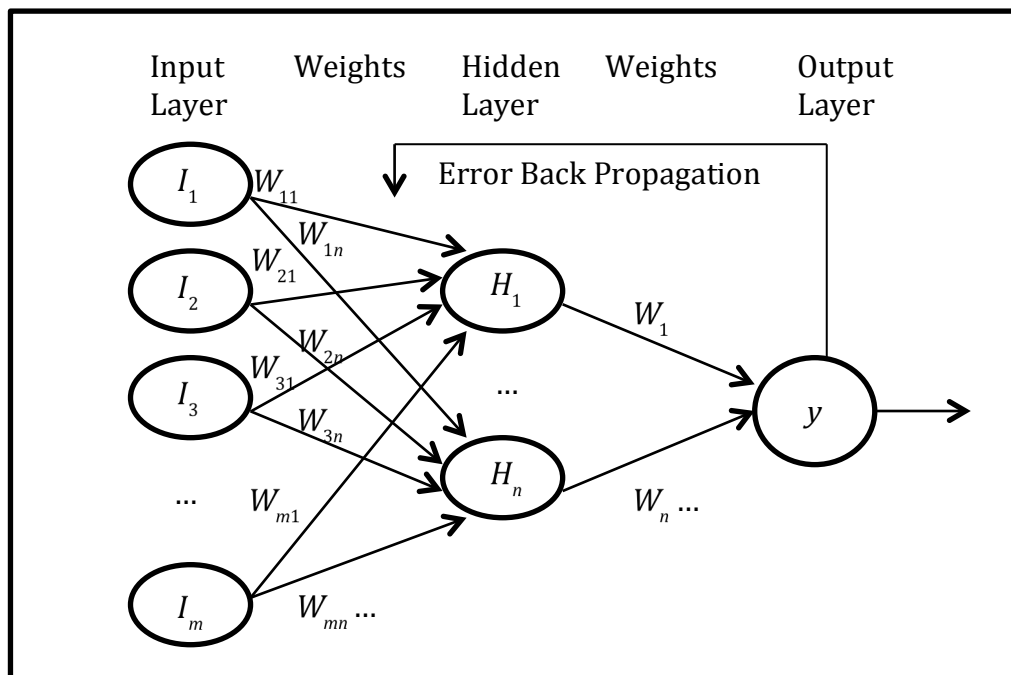 Input Layer
Weights
Hidden Layer
Weights
Output Layer
Error Back Propagation
I₁
W₁₁
W₁ₙ
I₂
W₂₁
H₁
W₂ₙ
W₁
I₃
W₃₁
...
W₃ₙ
y
...
Wₘ₁
Hₙ
Wₙ ...
Iₘ
Wₘₙ ...